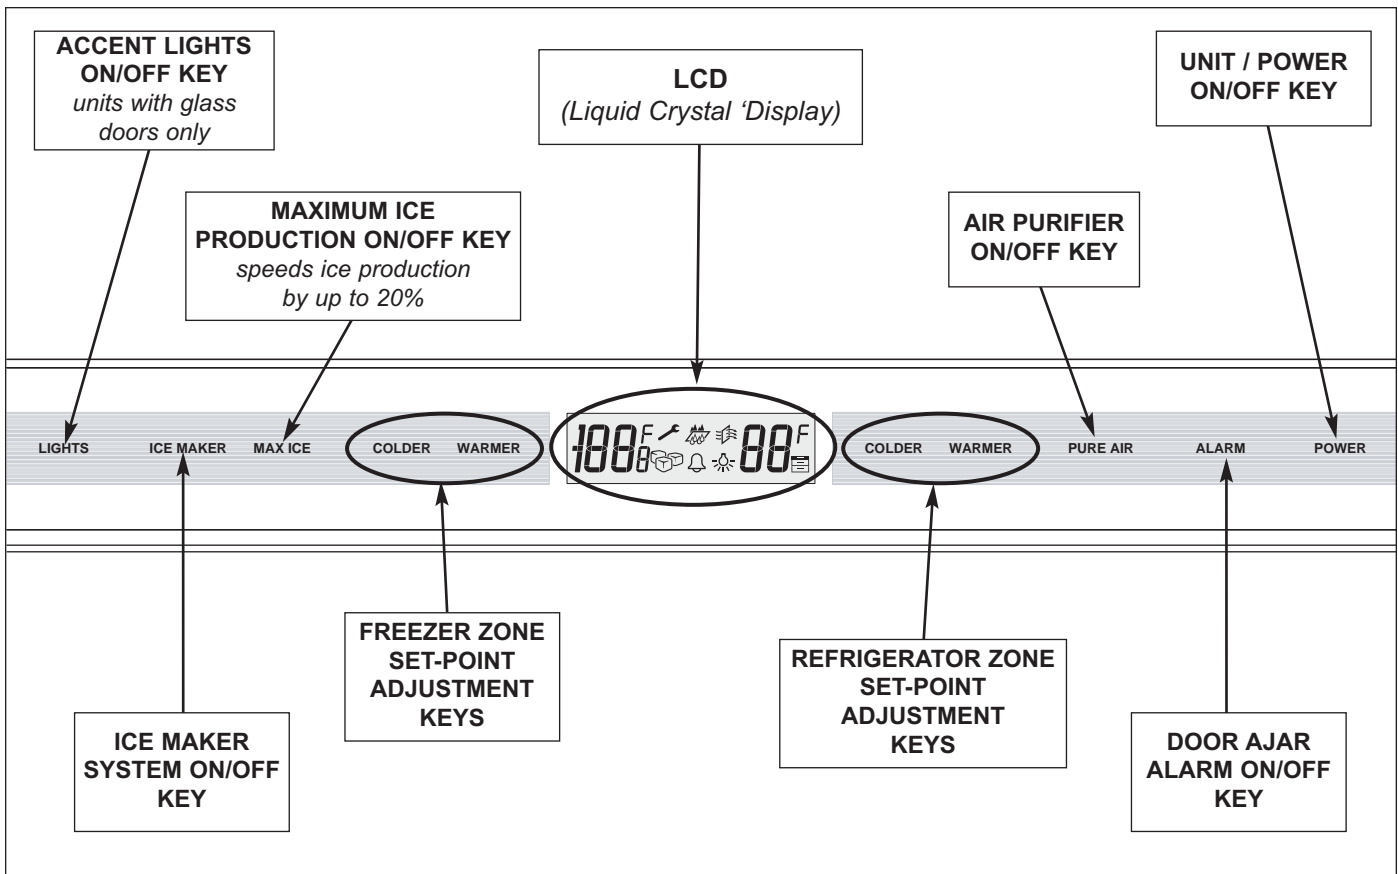 ACCENT LIGHTS
ON/OFF KEY
units with glass
doors only
LCD
(Liquid Crystal ‘Display)
UNIT / POWER
ON/OFF KEY
MAXIMUM ICE
PRODUCTION ON/OFF KEY
speeds ice production
by up to 20%
AIR PURIFIER
ON/OFF KEY
LIGHTS ICE MAKER MAX ICE COLDER WARMER 188 F 8 88 F COLDER WARMER PURE AIR ALARM POWER
FREEZER ZONE
SET-POINT
ADJUSTMENT
KEYS
REFRIGERATOR ZONE
SET-POINT
ADJUSTMENT
KEYS
ICE MAKER
SYSTEM ON/OFF
KEY
DOOR AJAR
ALARM ON/OFF
KEY